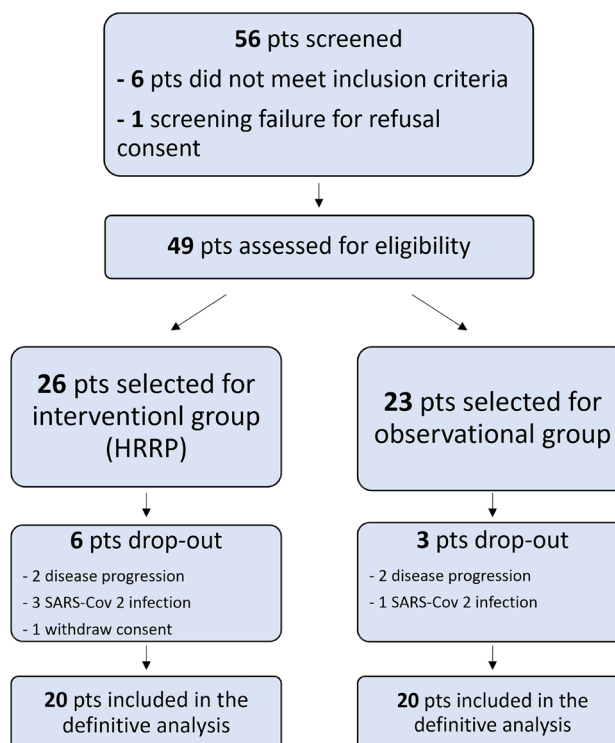 56 pts screened
- 6 pts did not meet inclusion criteria
- 1 screening failure for refusal
consent
49 pts assessed for eligibility
26 pts selected for
interventionl group
(HRRP)
23 pts selected for
observational group
6 pts drop-out
- 2 disease progression
- 3 SARS-Cov 2 infection
- 1 withdraw consent
3 pts drop-out
- 2 disease progression
- 1 SARS-Cov 2 infection
20 pts included in the
definitive analysis
20 pts included in the
definitive analysis